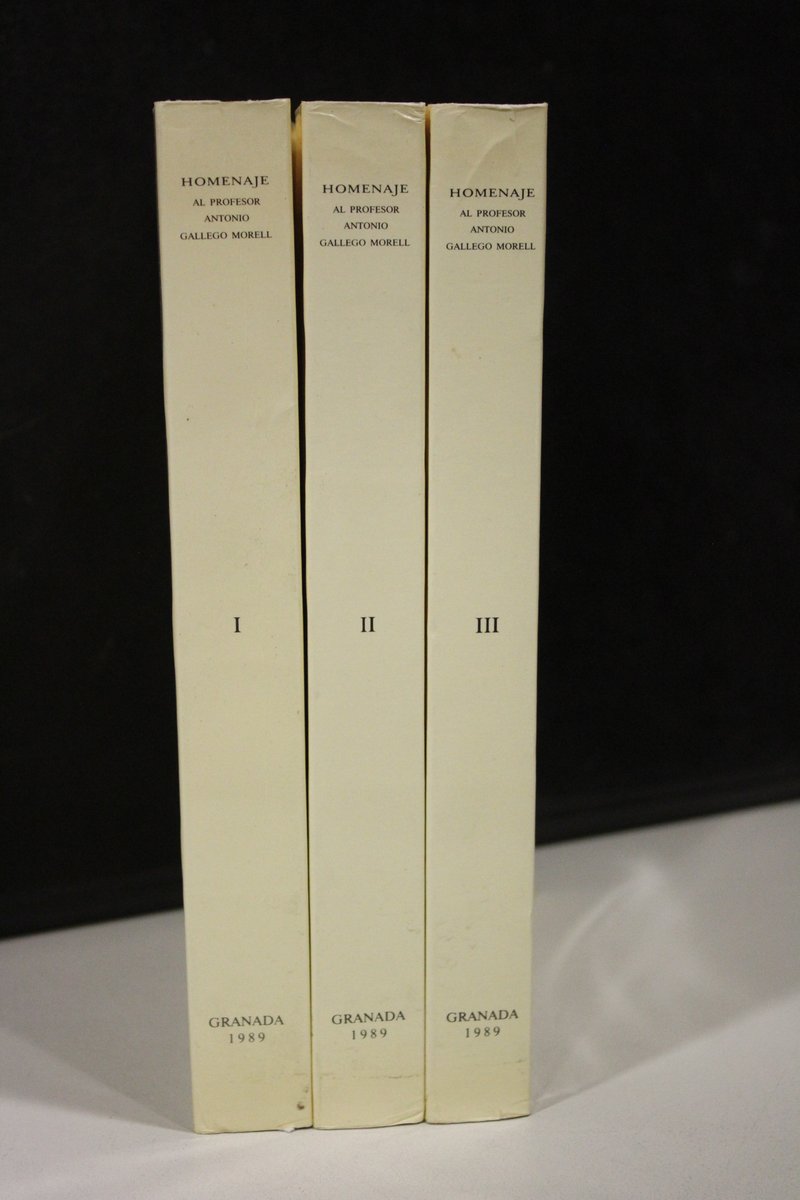 HOMENAJE
AL PROFESOR
ANTONIO
GALLEGO MORELL
I
GRANADA
1989
HOMENAJE
AL PROFESOR
ANTONIO
GALLEGO MORELL
II
GRANADA
1989
HOMENAJE
AL PROFESOR
ANTONIO
GALLEGO MORELL
III
GRANADA
1989